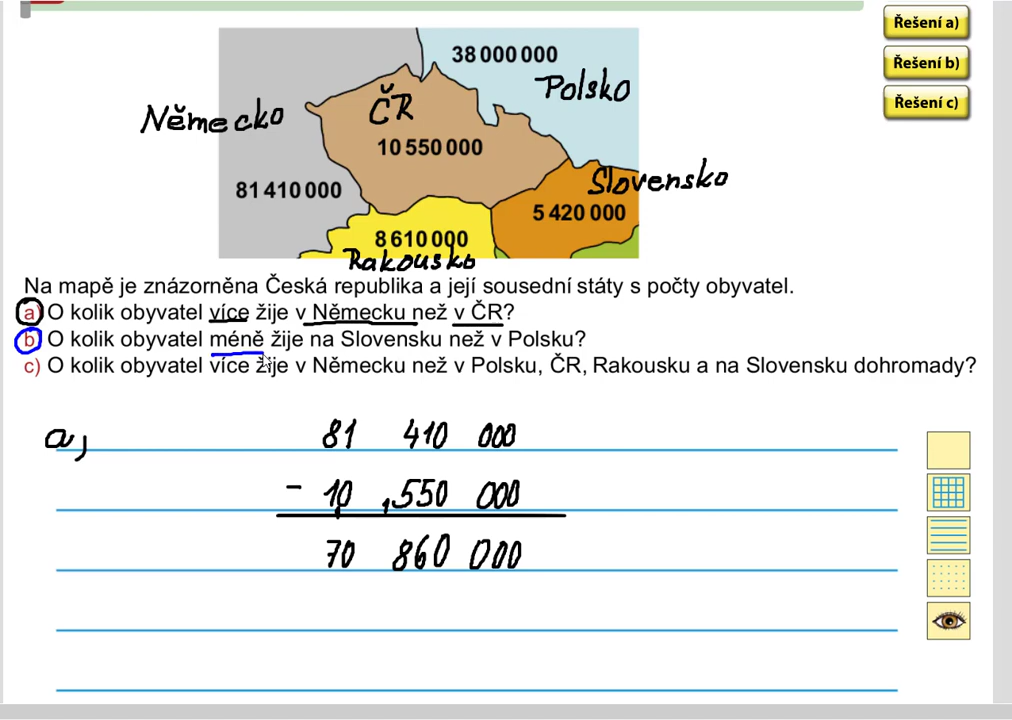 Řešení a)
38 000 000
Polsko
Řešení b)
Řešení c)
Německo
ČR
10 550 000
Slovensko
81 410 000
5 420 000
8 610 000
Rakousko
Na mapě je znázorněna Česká republika a její sousední státy s počty obyvatel.
a) O kolik obyvatel více žije v Německu než v ČR?
b) O kolik obyvatel méně žije na Slovensku než v Polsku?
c) O kolik obyvatel více žije v Německu než v Polsku, ČR, Rakousku a na Slovensku dohromady?
a, 81 410 000
- 10 550 000
70 860 000